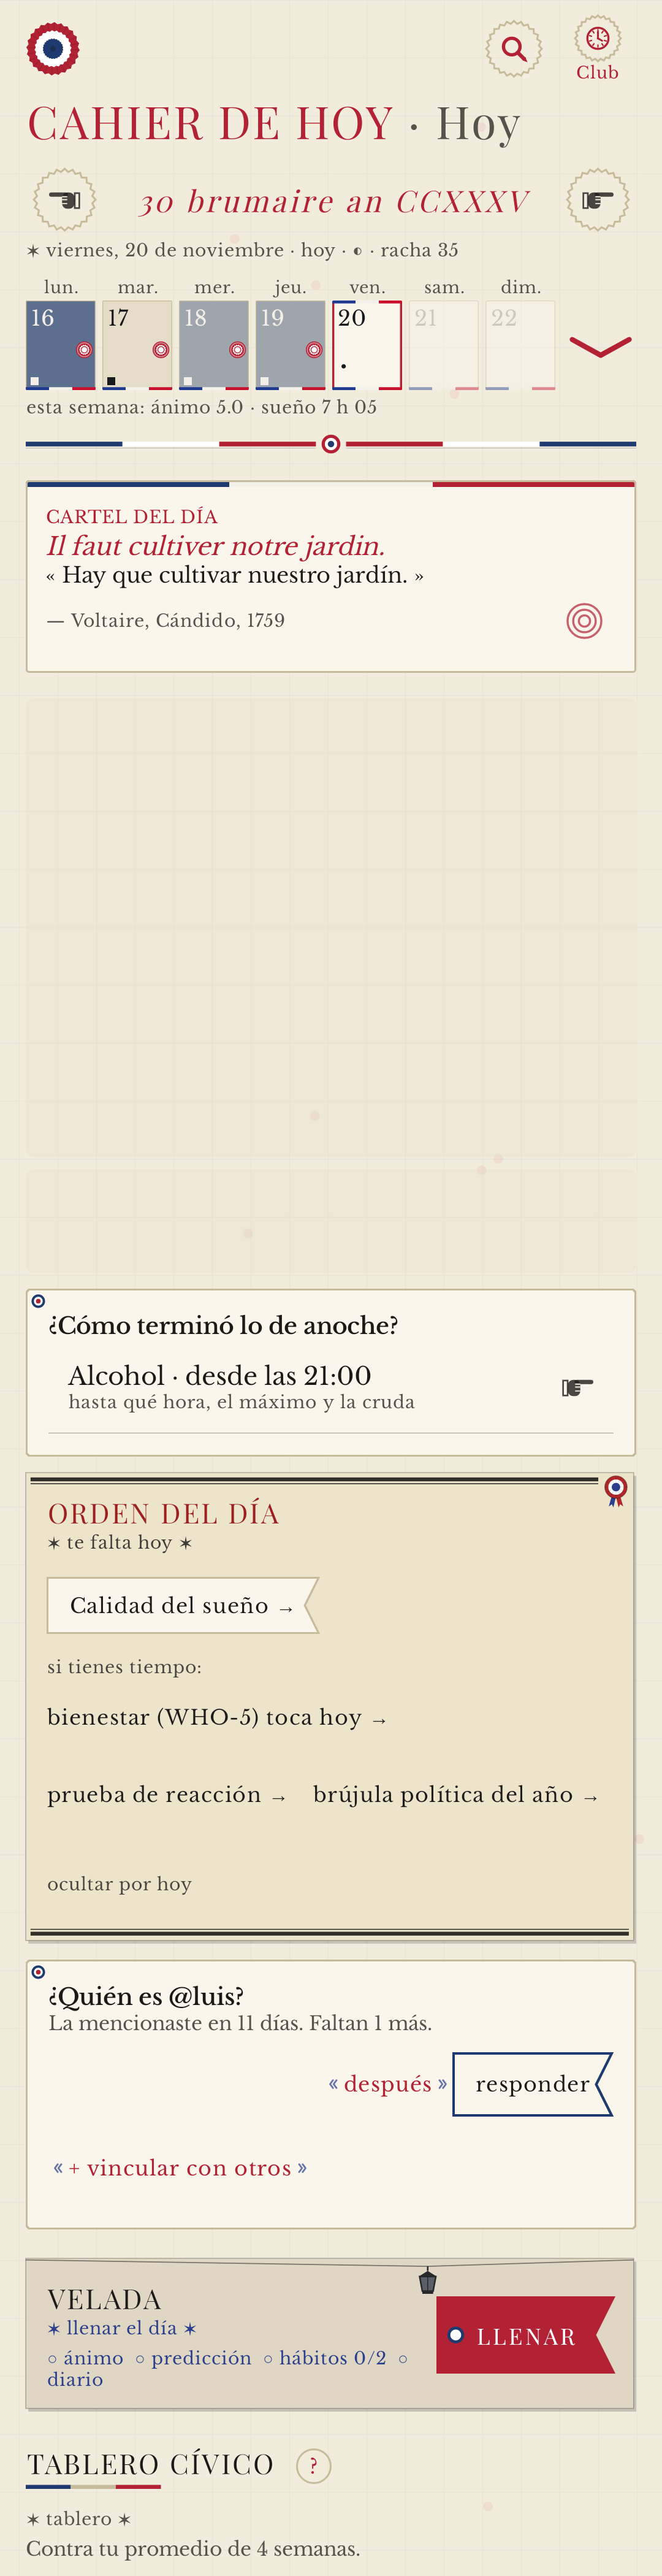 Club
CAHIER DE HOY · Hoy
30 brumaire an CCXXXV
✶ viernes, 20 de noviembre · hoy · ◐ · racha 35
lun. mar. mer. jeu. ven. sam. dim.
16 17 18 19 20 21 22
esta semana: ánimo 5.0 · sueño 7 h 05
CARTEL DEL DÍA
Il faut cultiver notre jardin.
« Hay que cultivar nuestro jardín. »
— Voltaire, Cándido, 1759
¿Cómo terminó lo de anoche?
Alcohol · desde las 21:00
hasta qué hora, el máximo y la cruda
ORDEN DEL DÍA
✶ te falta hoy ✶
Calidad del sueño →
si tienes tiempo:
bienestar (WHO-5) toca hoy →
prueba de reacción → brújula política del año →
ocultar por hoy
¿Quién es @luis?
La mencionaste en 11 días. Faltan 1 más.
« después » responder
« + vincular con otros »
VELADA
✶ llenar el día ✶
○ ánimo ○ predicción ○ hábitos 0/2 ○
diario
LLENAR
TABLERO CÍVICO ?
✶ tablero ✶
Contra tu promedio de 4 semanas.